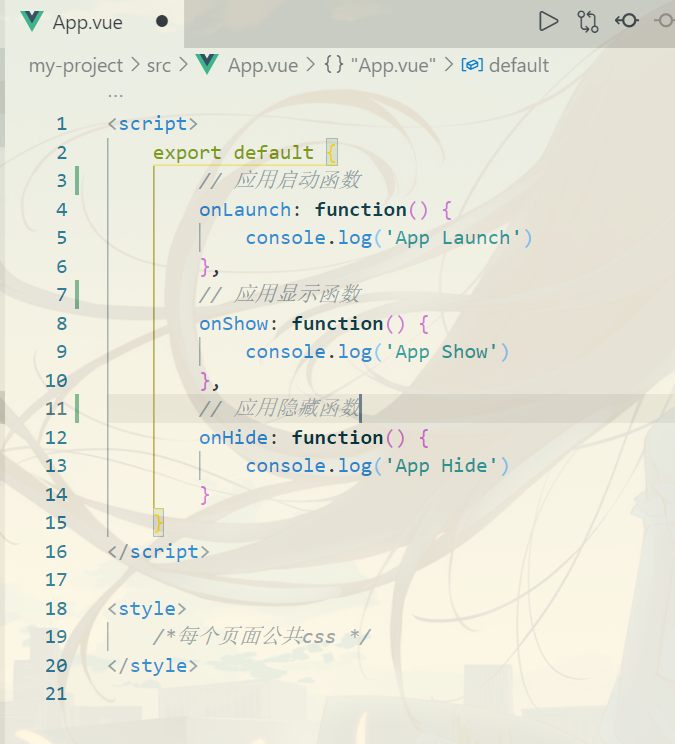 App.vue
my-project > src > App.vue > {} "App.vue" > default
...
1 <script>
2 export default {
3 // 应用启动函数
4 onLaunch: function() {
5 console.log('App Launch')
6 },
7 // 应用显示函数
8 onShow: function() {
9 console.log('App Show')
10 },
11 // 应用隐藏函数
12 onHide: function() {
13 console.log('App Hide')
14 }
15 }
16 </script>
17
18 <style>
19 /*每个页面公共css */
20 </style>
21